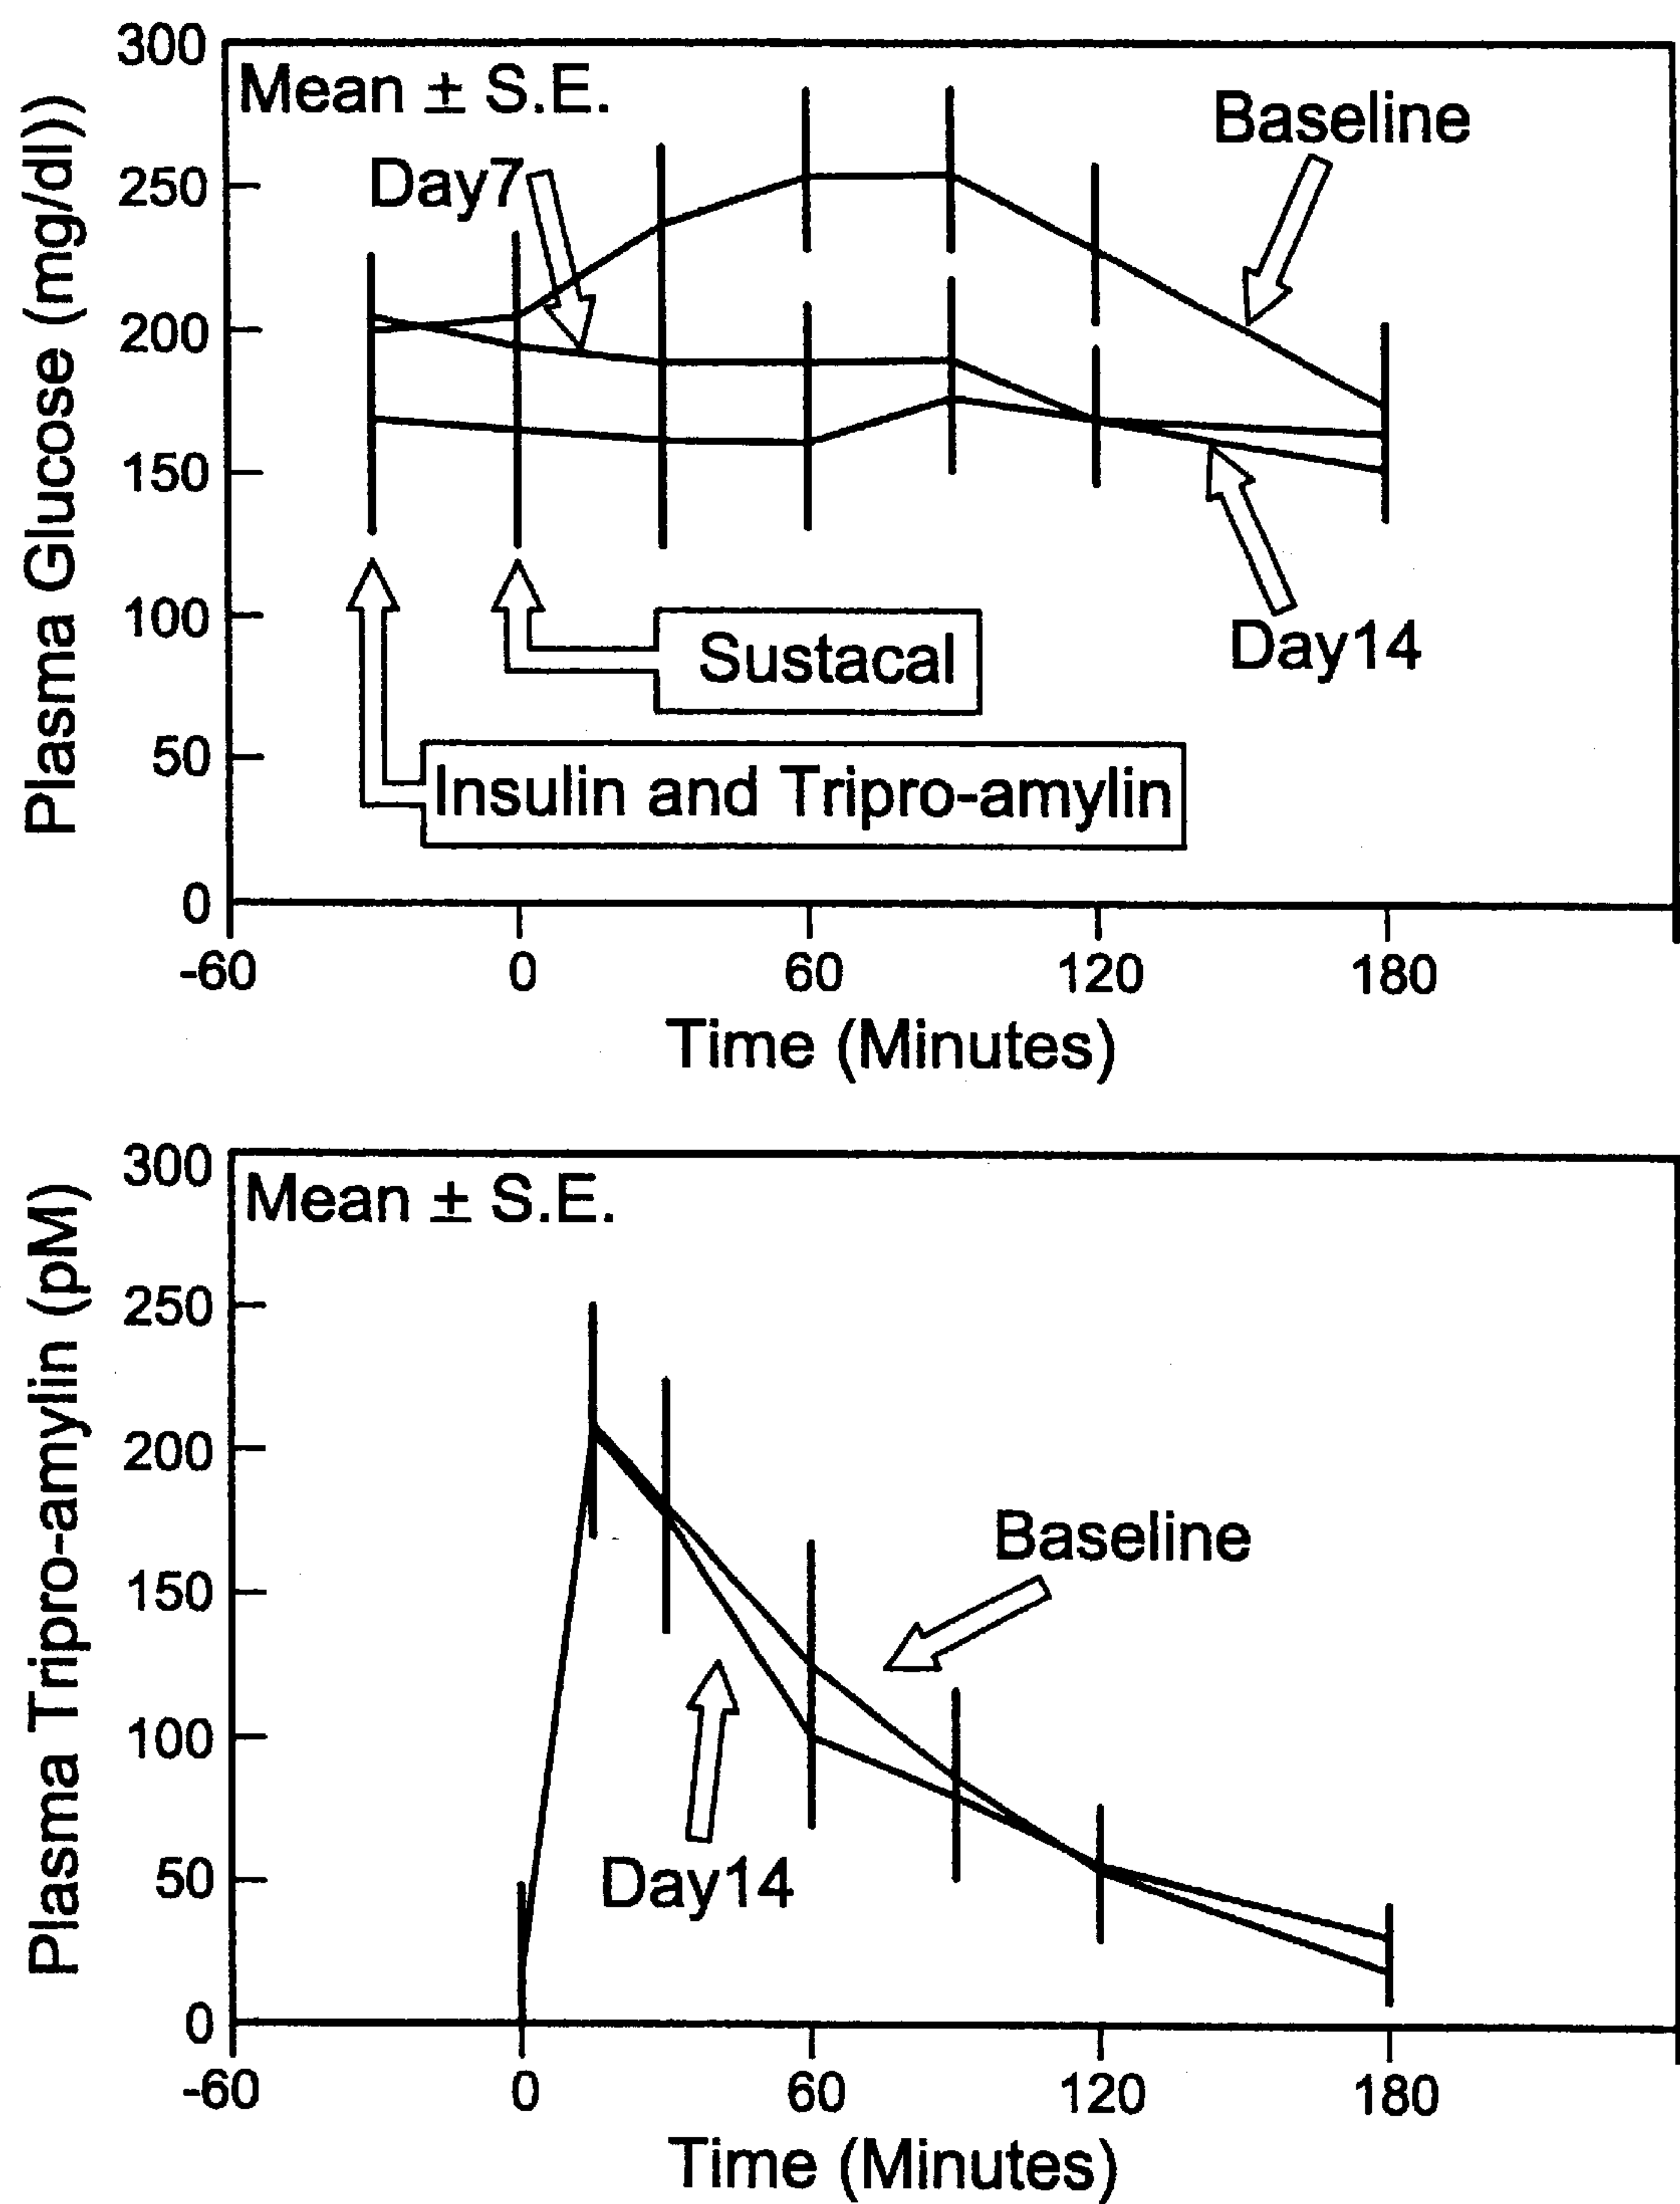 Plasma Glucose (mg/dl))
300
250
200
150
100
50
0
Mean ± S.E.
Baseline
Day7
Sustacal
Day14
Insulin and Tripro-amylin
-60
0
60
120
180
Time (Minutes)
Plasma Tripro-amylin (pM)
300
250
200
150
100
50
0
Mean ± S.E.
Baseline
Day14
-60
0
60
120
180
Time (Minutes)